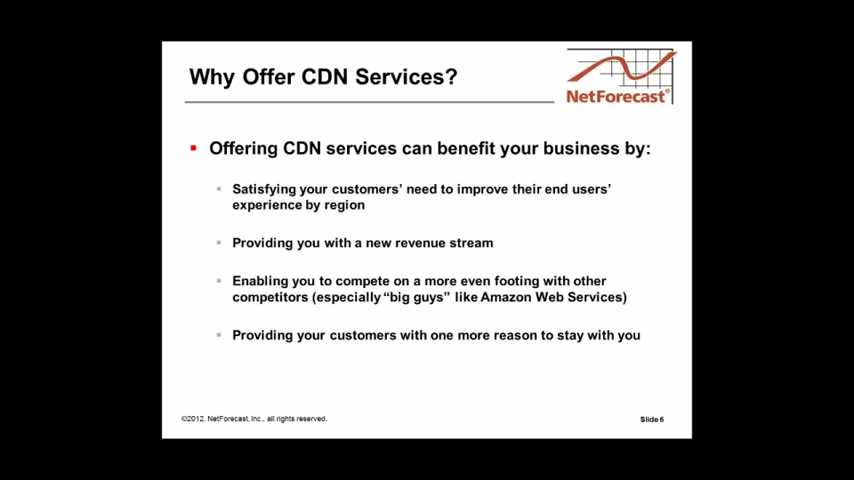 Why Offer CDN Services?
NetForecast®
Offering CDN services can benefit your business by:
Satisfying your customers' need to improve their end users'
experience by region
Providing you with a new revenue stream
Enabling you to compete on a more even footing with other
competitors (especially “big guys” like Amazon Web Services)
Providing your customers with one more reason to stay with you
©2012, NetForecast, Inc., all rights reserved.
Slide 6